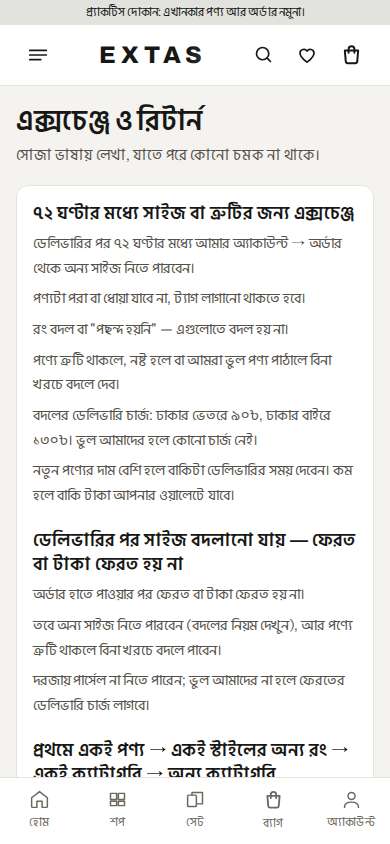 প্র্যাকটিস দোকান: এখানকার পণ্য আর অর্ডার নমুনা।
EXTAS
এক্সচেঞ্জ ও রিটার্ন
সোজা ভাষায় লেখা, যাতে পরে কোনো চমক না থাকে।
৭২ ঘণ্টার মধ্যে সাইজ বা ত্রুটির জন্য এক্সচেঞ্জ
ডেলিভারির পর ৭২ ঘণ্টার মধ্যে আমার অ্যাকাউন্ট → অর্ডার
থেকে অন্য সাইজ নিতে পারবেন।
পণ্যটা পরা বা ধোয়া যাবে না, ট্যাগ লাগানো থাকতে হবে।
রং বদল বা "পছন্দ হয়নি" — এগুলোতে বদল হয় না।
পণ্যে ত্রুটি থাকলে, নষ্ট হলে বা আমরা ভুল পণ্য পাঠালে বিনা
খরচে বদলে দেব।
বদলের ডেলিভারি চার্জ: ঢাকার ভেতরে ৯০৳, ঢাকার বাইরে
১৩০৳। ভুল আমাদের হলে কোনো চার্জ নেই।
নতুন পণ্যের দাম বেশি হলে বাকিটা ডেলিভারির সময় দেবেন। কম
হলে বাকি টাকা আপনার ওয়ালেটে যাবে।
ডেলিভারির পর সাইজ বদলানো যায় — ফেরত
বা টাকা ফেরত হয় না
অর্ডার হাতে পাওয়ার পর ফেরত বা টাকা ফেরত হয় না।
তবে অন্য সাইজ নিতে পারবেন (বদলের নিয়ম দেখুন), আর পণ্যে
ত্রুটি থাকলে বিনা খরচে বদলে পাবেন।
দরজায় পার্সেল না নিতে পারেন; ভুল আমাদের না হলে ফেরতের
ডেলিভারি চার্জ লাগবে।
প্রথমে একই পণ্য → একই স্টাইলের অন্য রং →
একই ক্যাটাগরি → অন্য ক্যাটাগরি
হোম
শপ
সেট
ব্যাগ
অ্যাকাউন্ট